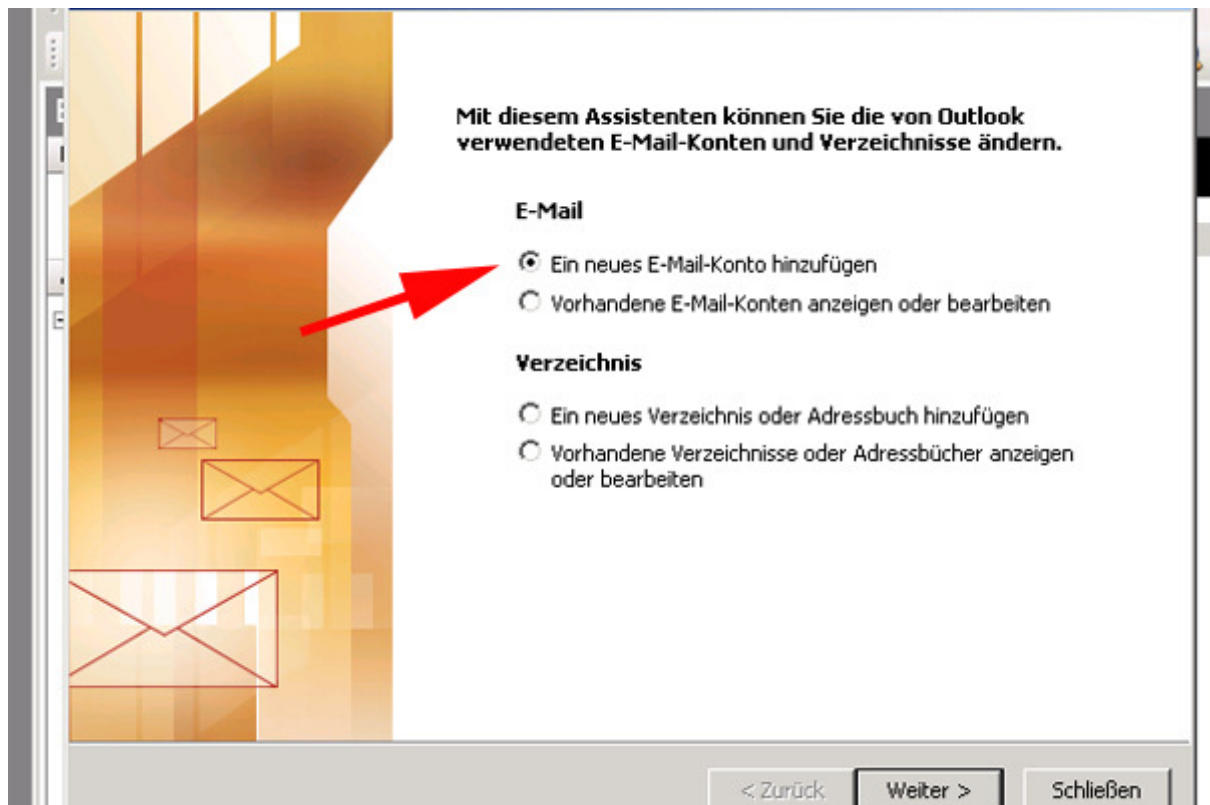 Mit diesem Assistenten können Sie die von Outlook
verwendeten E-Mail-Konten und Verzeichnisse ändern.
E-Mail
Ein neues E-Mail-Konto hinzufügen
Vorhandene E-Mail-Konten anzeigen oder bearbeiten
Verzeichnis
Ein neues Verzeichnis oder Adressbuch hinzufügen
Vorhandene Verzeichnisse oder Adressbücher anzeigen
oder bearbeiten
< Zurück Weiter > Schließen